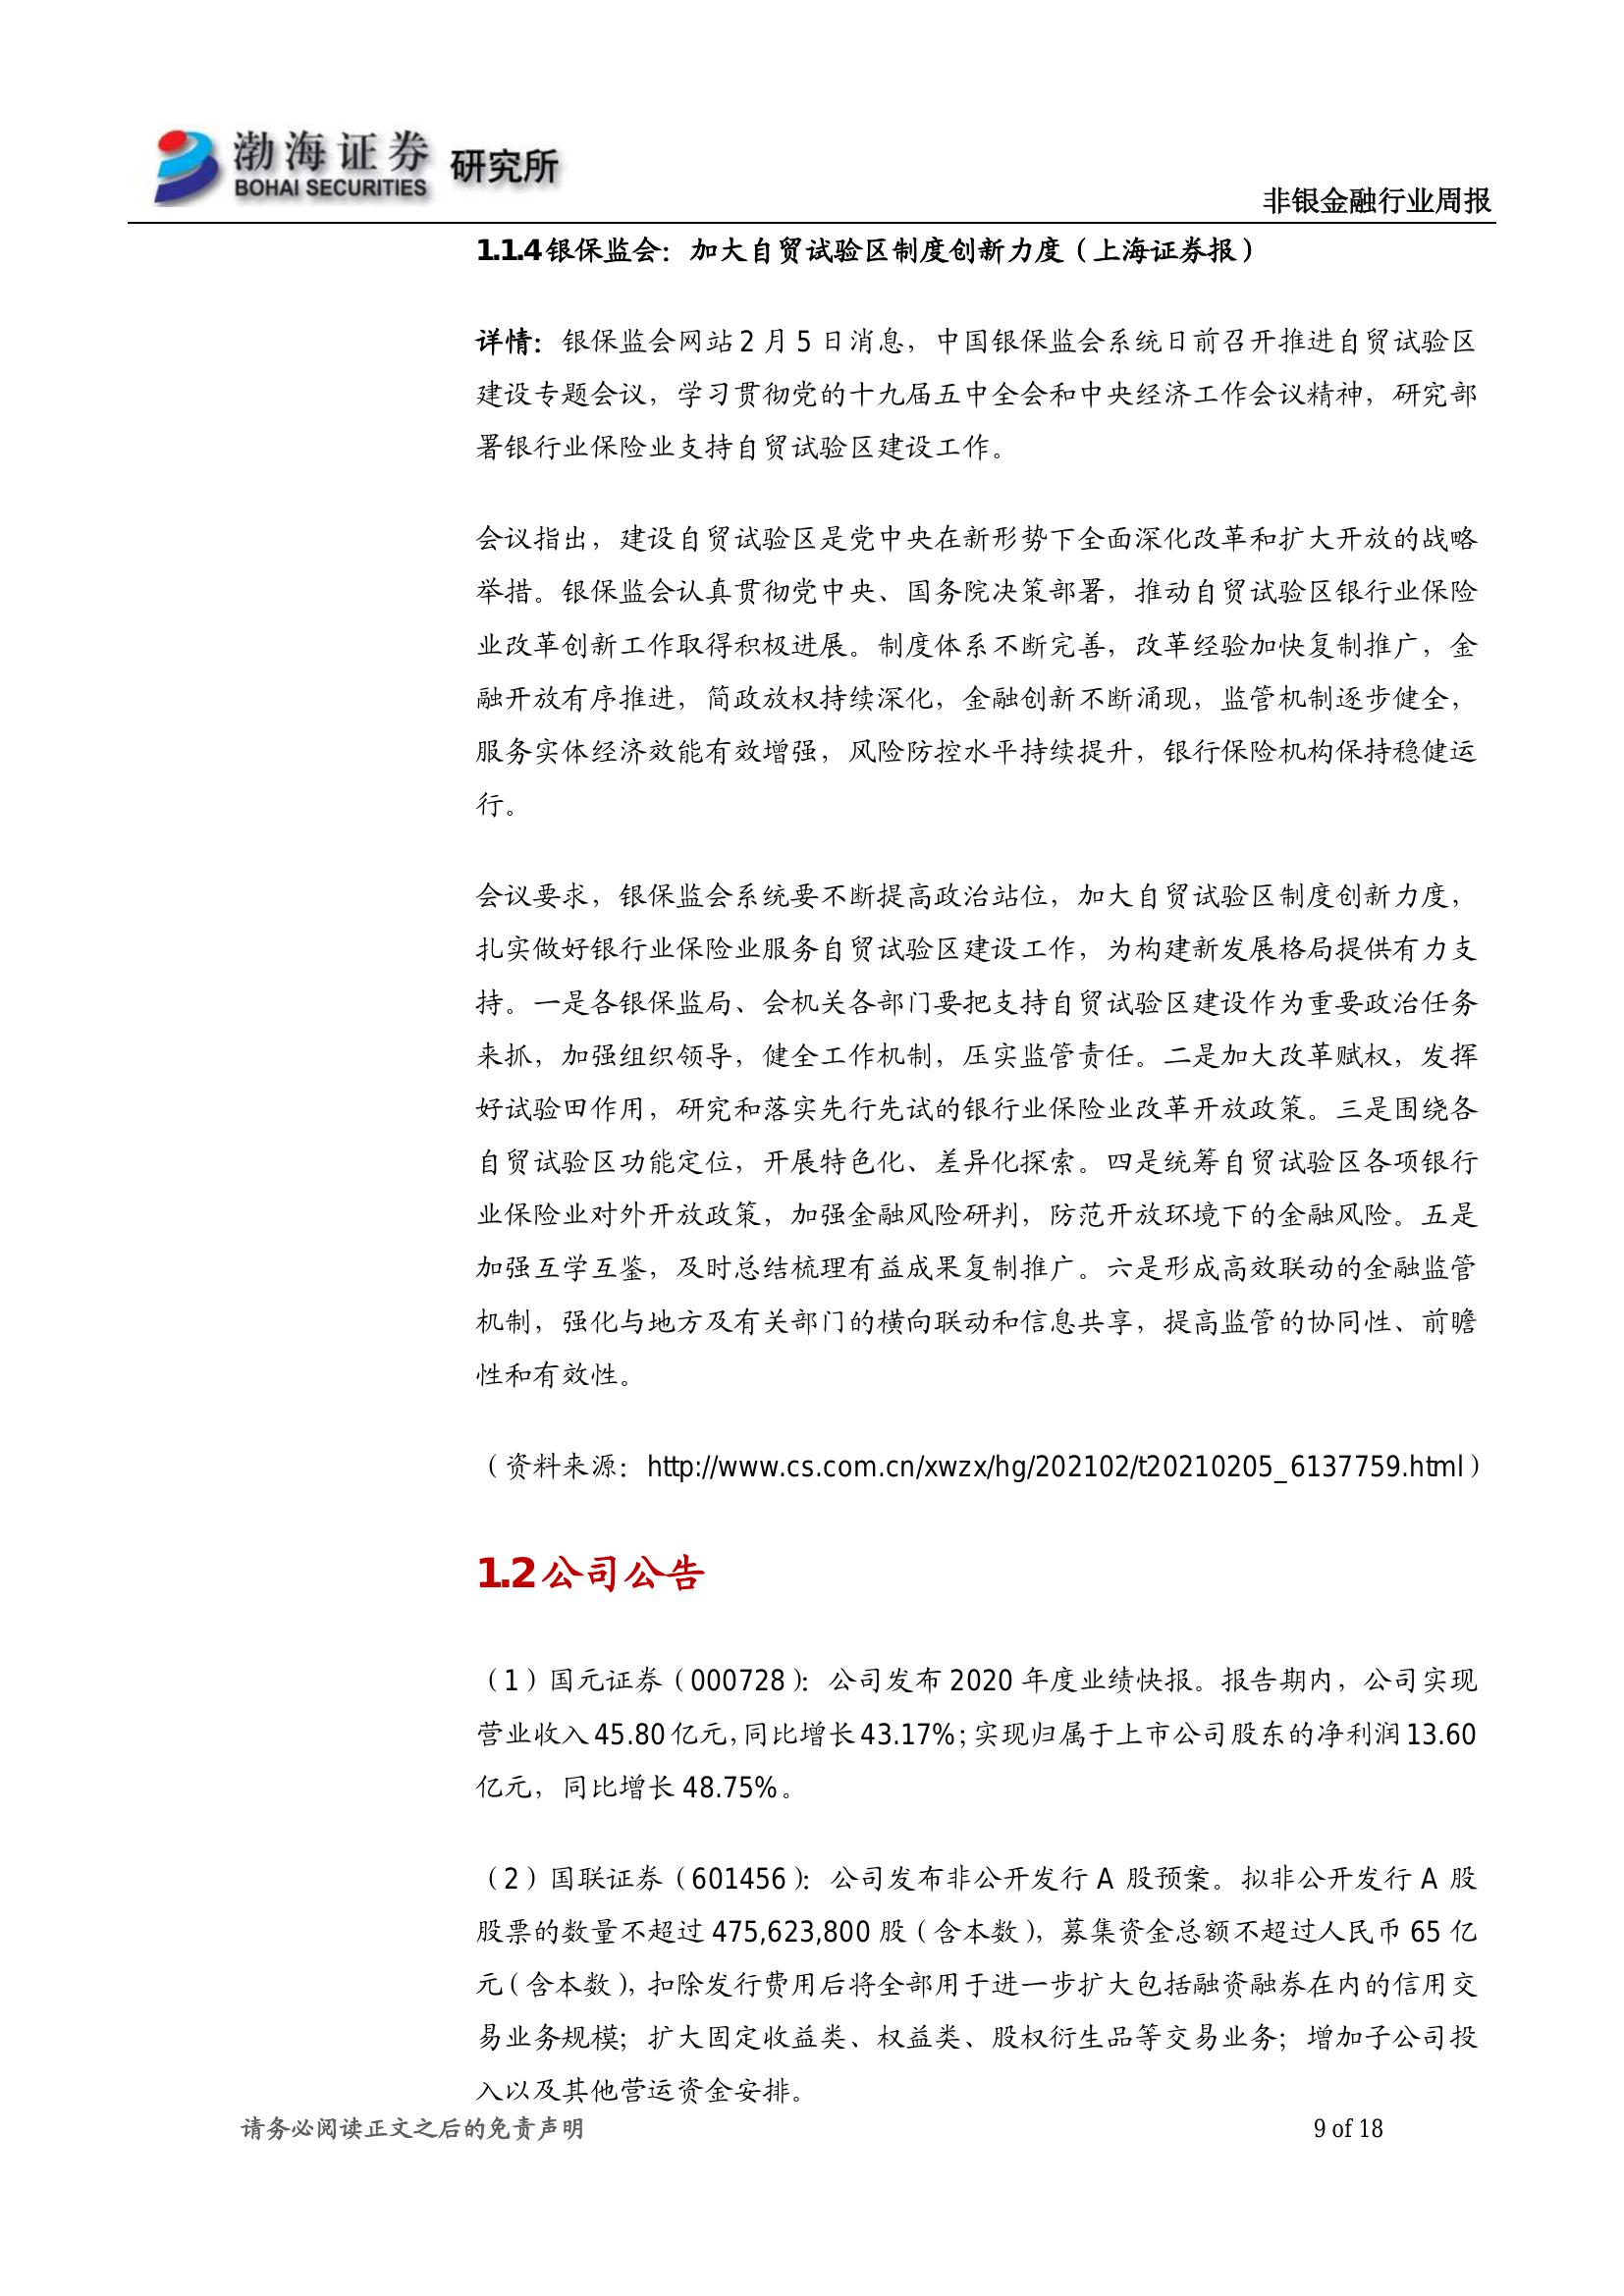 渤海证券 研究所
BOHAI SECURITIES
非银金融行业周报
1.1.4 银保监会：加大自贸试验区制度创新力度（上海证券报）
详情：银保监会网站 2 月 5 日消息，中国银保监会系统日前召开推进自贸试验区
建设专题会议，学习贯彻党的十九届五中全会和中央经济工作会议精神，研究部
署银行业保险业支持自贸试验区建设工作。
会议指出，建设自贸试验区是党中央在新形势下全面深化改革和扩大开放的战略
举措。银保监会认真贯彻党中央、国务院决策部署，推动自贸试验区银行业保险
业改革创新工作取得积极进展。制度体系不断完善，改革经验加快复制推广，金
融开放有序推进，简政放权持续深化，金融创新不断涌现，监管机制逐步健全，
服务实体经济效能有效增强，风险防控水平持续提升，银行保险机构保持稳健运
行。
会议要求，银保监会系统要不断提高政治站位，加大自贸试验区制度创新力度，
扎实做好银行业保险业服务自贸试验区建设工作，为构建新发展格局提供有力支
持。一是各银保监局、会机关各部门要把支持自贸试验区建设作为重要政治任务
来抓，加强组织领导，健全工作机制，压实监管责任。二是加大改革赋权，发挥
好试验田作用，研究和落实先行先试的银行业保险业改革开放政策。三是围绕各
自贸试验区功能定位，开展特色化、差异化探索。四是统筹自贸试验区各项银行
业保险业对外开放政策，加强金融风险研判，防范开放环境下的金融风险。五是
加强互学互鉴，及时总结梳理有益成果复制推广。六是形成高效联动的金融监管
机制，强化与地方及有关部门的横向联动和信息共享，提高监管的协同性、前瞻
性和有效性。
（资料来源：http://www.cs.com.cn/xwzx/hg/202102/t20210205_6137759.html）
1.2 公司公告
（1）国元证券（000728）：公司发布 2020 年度业绩快报。报告期内，公司实现
营业收入 45.80 亿元，同比增长 43.17%；实现归属于上市公司股东的净利润 13.60
亿元，同比增长 48.75%。
（2）国联证券（601456）：公司发布非公开发行 A 股预案。拟非公开发行 A 股
股票的数量不超过 475,623,800 股（含本数），募集资金总额不超过人民币 65 亿
元（含本数），扣除发行费用后将全部用于进一步扩大包括融资融券在内的信用交
易业务规模；扩大固定收益类、权益类、股权衍生品等交易业务；增加子公司投
入以及其他营运资金安排。
请务必阅读正文之后的免责声明 9 of 18